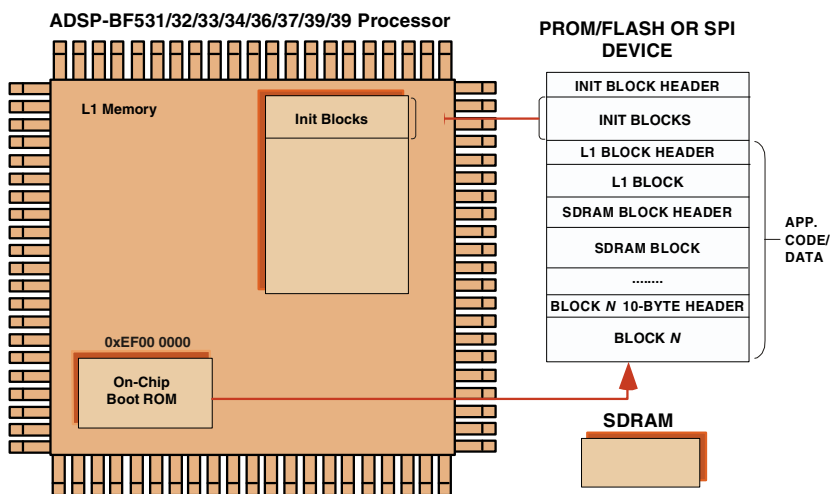 ADSP-BF531/32/33/34/36/37/39/39 Processor
PROM/FLASH OR SPI
DEVICE
L1 Memory
Init Blocks
INIT BLOCK HEADER
INIT BLOCKS
L1 BLOCK HEADER
L1 BLOCK
SDRAM BLOCK HEADER
SDRAM BLOCK
........
BLOCK N 10-BYTE HEADER
BLOCK N
APP.
CODE/
DATA
0xEF00 0000
On-Chip
Boot ROM
SDRAM